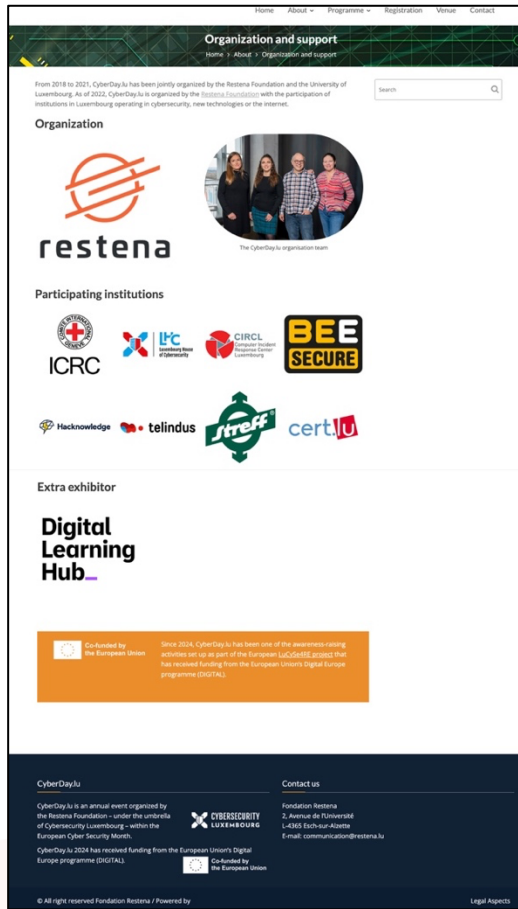 Home About Programme Registration Venue Contact
Organization and support
Home > About > Organization and support
From 2018 to 2021, CyberDay.lu has been jointly organized by the Restena Foundation and the University of
Luxembourg. As of 2022, CyberDay.lu is organized by the Restena Foundation with the participation of
institutions in Luxembourg operating in cybersecurity, new technologies or the internet.
Search
Organization
restena
The CyberDay.lu organisation team
Participating institutions
COMITE INTERNATIONAL GENEVE
ICRC
LHC
Luxembourg House
of Cybersecurity
CIRCL
Computer Incident
Response Center
Luxembourg
BEE
SECURE
Hacknowledge
telindus
Streff®
cert.lu
Extra exhibitor
Digital
Learning
Hub_
Co-funded by
the European Union
Since 2024, CyberDay.lu has been one of the awareness-raising
activities set up as part of the European LuCySe4RE project that
has received funding from the European Union's Digital Europe
programme (DIGITAL).
CyberDay.lu
CyberDay.lu is an annual event organized by
the Restena Foundation – under the umbrella
of Cybersecurity Luxembourg – within the
European Cyber Security Month.
CYBERSECURITY
LUXEMBOURG
CyberDay.lu 2024 has received funding from the European Union's Digital
Europe programme (DIGITAL).
Co-funded by
the European Union
Contact us
Fondation Restena
2, Avenue de l'Université
L-4365 Esch-sur-Alzette
E-mail: communication@restena.lu
© All right reserved Fondation Restena / Powered by
Legal Aspects